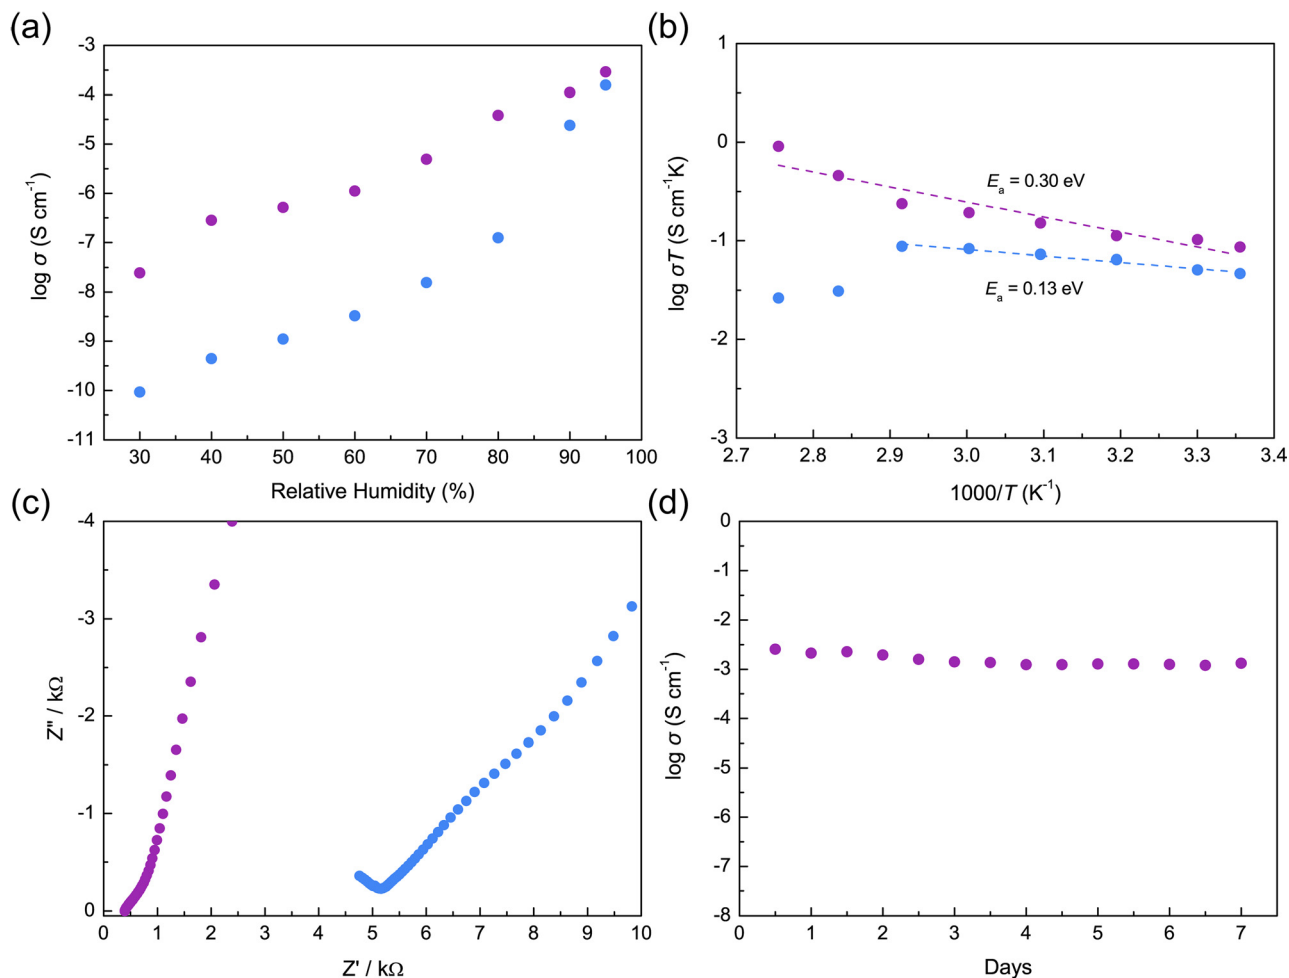 (a)
-3
-4
-5
-6
-7
-8
-9
-10
-11
log σ (S cm⁻¹)
30 40 50 60 70 80 90 100
Relative Humidity (%)
(b)
1
0
-1
-2
-3
log σT (S cm⁻¹K)
Eₐ = 0.30 eV
Eₐ = 0.13 eV
2.7 2.8 2.9 3.0 3.1 3.2 3.3 3.4
1000/T (K⁻¹)
(c)
-4
-3
-2
-1
0
Z'' / kΩ
0 1 2 3 4 5 6 7 8 9 10
Z' / kΩ
(d)
0
-1
-2
-3
-4
-5
-6
-7
-8
log σ (S cm⁻¹)
0 1 2 3 4 5 6 7
Days